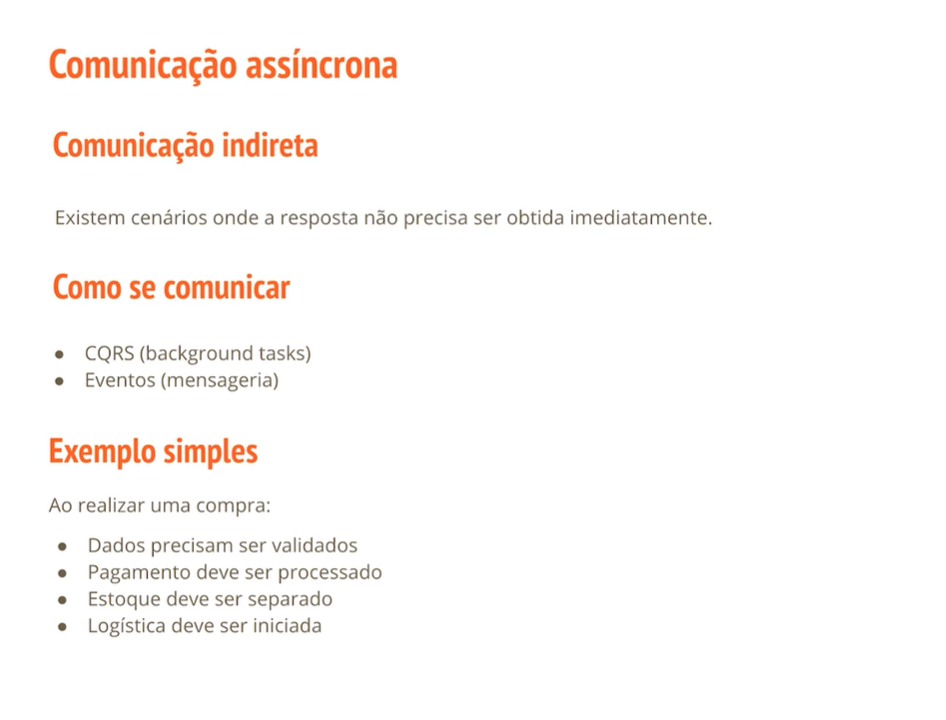 Comunicação assíncrona
Comunicação indireta
Existem cenários onde a resposta não precisa ser obtida imediatamente.
Como se comunicar
● CQRS (background tasks)
● Eventos (mensageria)
Exemplo simples
Ao realizar uma compra:
● Dados precisam ser validados
● Pagamento deve ser processado
● Estoque deve ser separado
● Logística deve ser iniciada